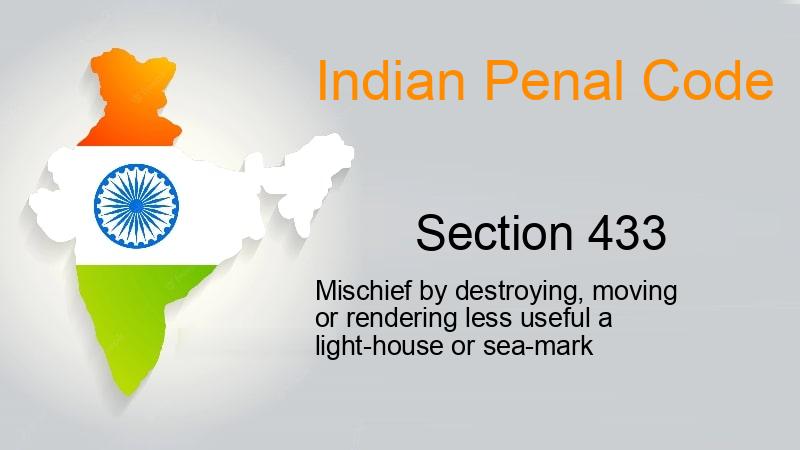 Indian Penal Code
Section 433
Mischief by destroying, moving
or rendering less useful a
light-house or sea-mark